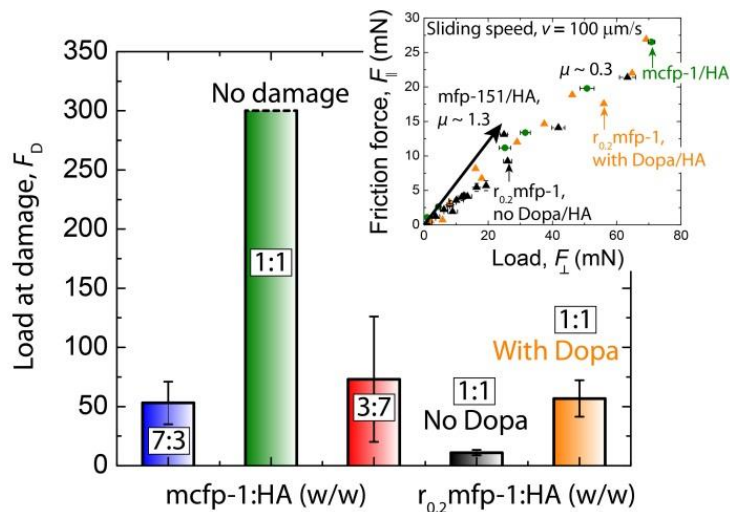 Load at damage, F_D
350
300
250
200
150
100
50
0
No damage
7:3
1:1
3:7
1:1
No Dopa
1:1
With Dopa
mcfp-1:HA (w/w)
r0.2mfp-1:HA (w/w)
Friction force, F∥ (mN)
30
25
20
15
10
5
0
Sliding speed, v = 100 μm/s
mfp-151/HA,
μ ~ 1.3
μ ~ 0.3
mcfp-1/HA
r0.2mfp-1,
with Dopa/HA
r0.2mfp-1,
no Dopa/HA
0 20 40 60 80
Load, F⊥ (mN)